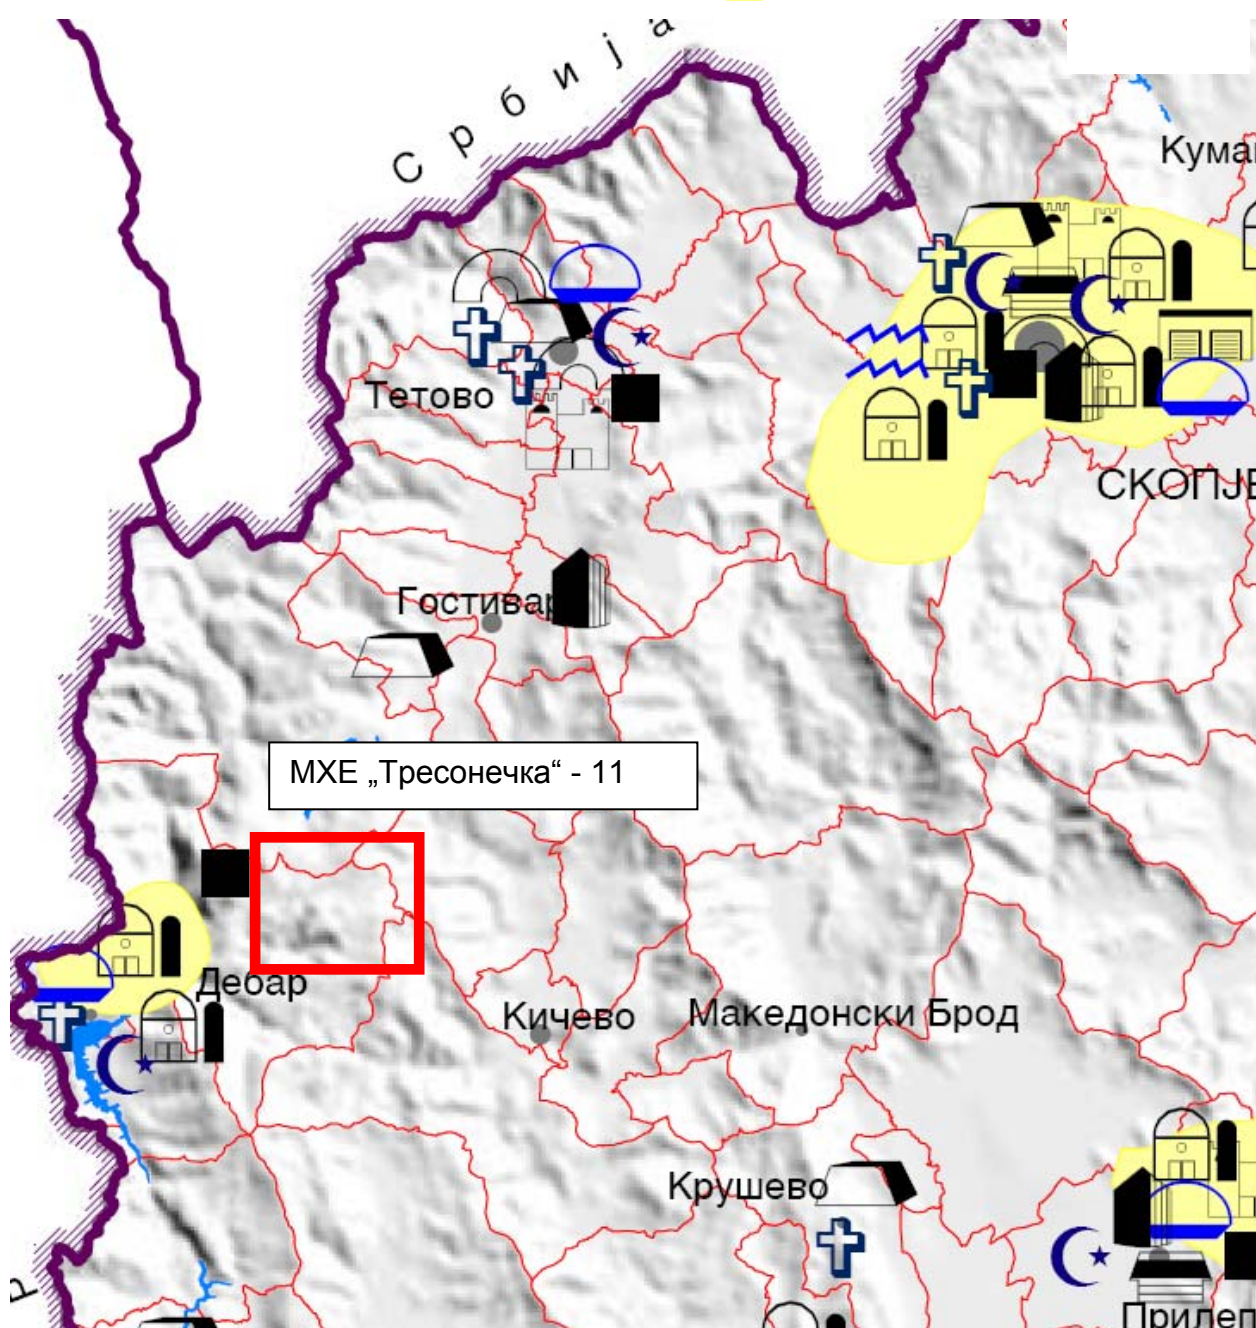 Србија
Кума
Тетово
СКОПЈЕ
Гостивар
МХЕ „Тресонечка“ - 11
Дебар
Кичево
Македонски Брод
Крушево
Р
Прилеп